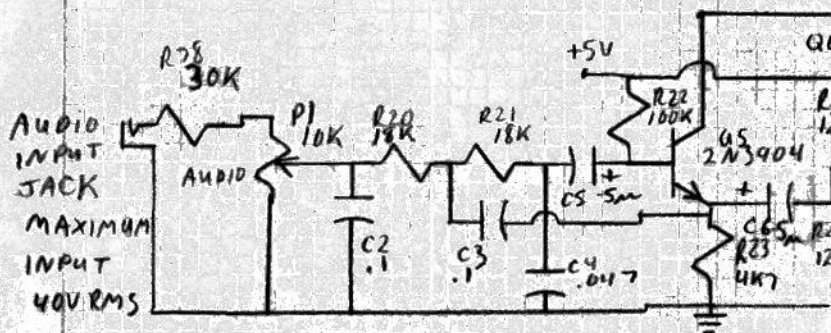 +5V
R38
30K
AUDIO
INPUT
JACK
MAXIMUM
INPUT
40V RMS
P1
10K
AUDIO
R20
18K
R21
18K
R22
100K
Q5
2N3904
C2
.1
C3
.1
C4
.047
C5
+
.5m
+
C6
5m
R23
4K7